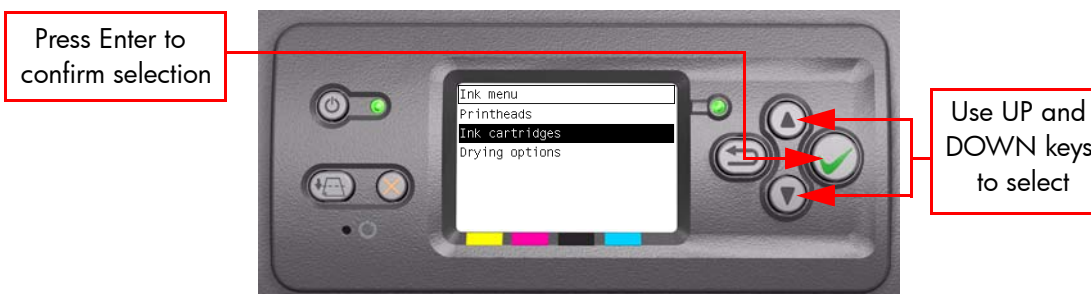 Press Enter to
confirm selection
Ink menu
Printheads
Ink cartridges
Drying options
Use UP and
DOWN keys
to select